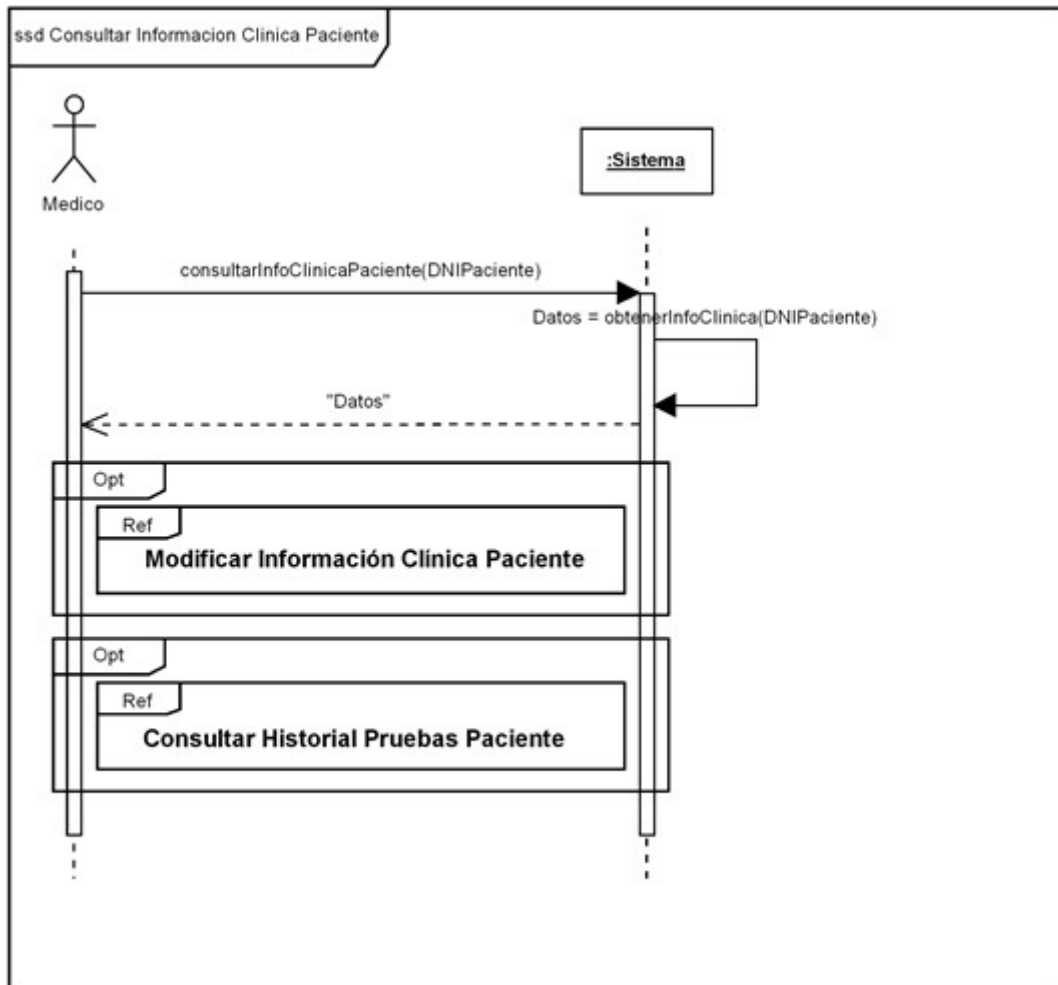 ssd Consultar Informacion Clinica Paciente
:Sistema
Medico
consultarInfoClinicaPaciente(DNIPaciente)
Datos = obtenerInfoClinica(DNIPaciente)
"Datos"
Opt
Ref
Modificar Información Clínica Paciente
Opt
Ref
Consultar Historial Pruebas Paciente